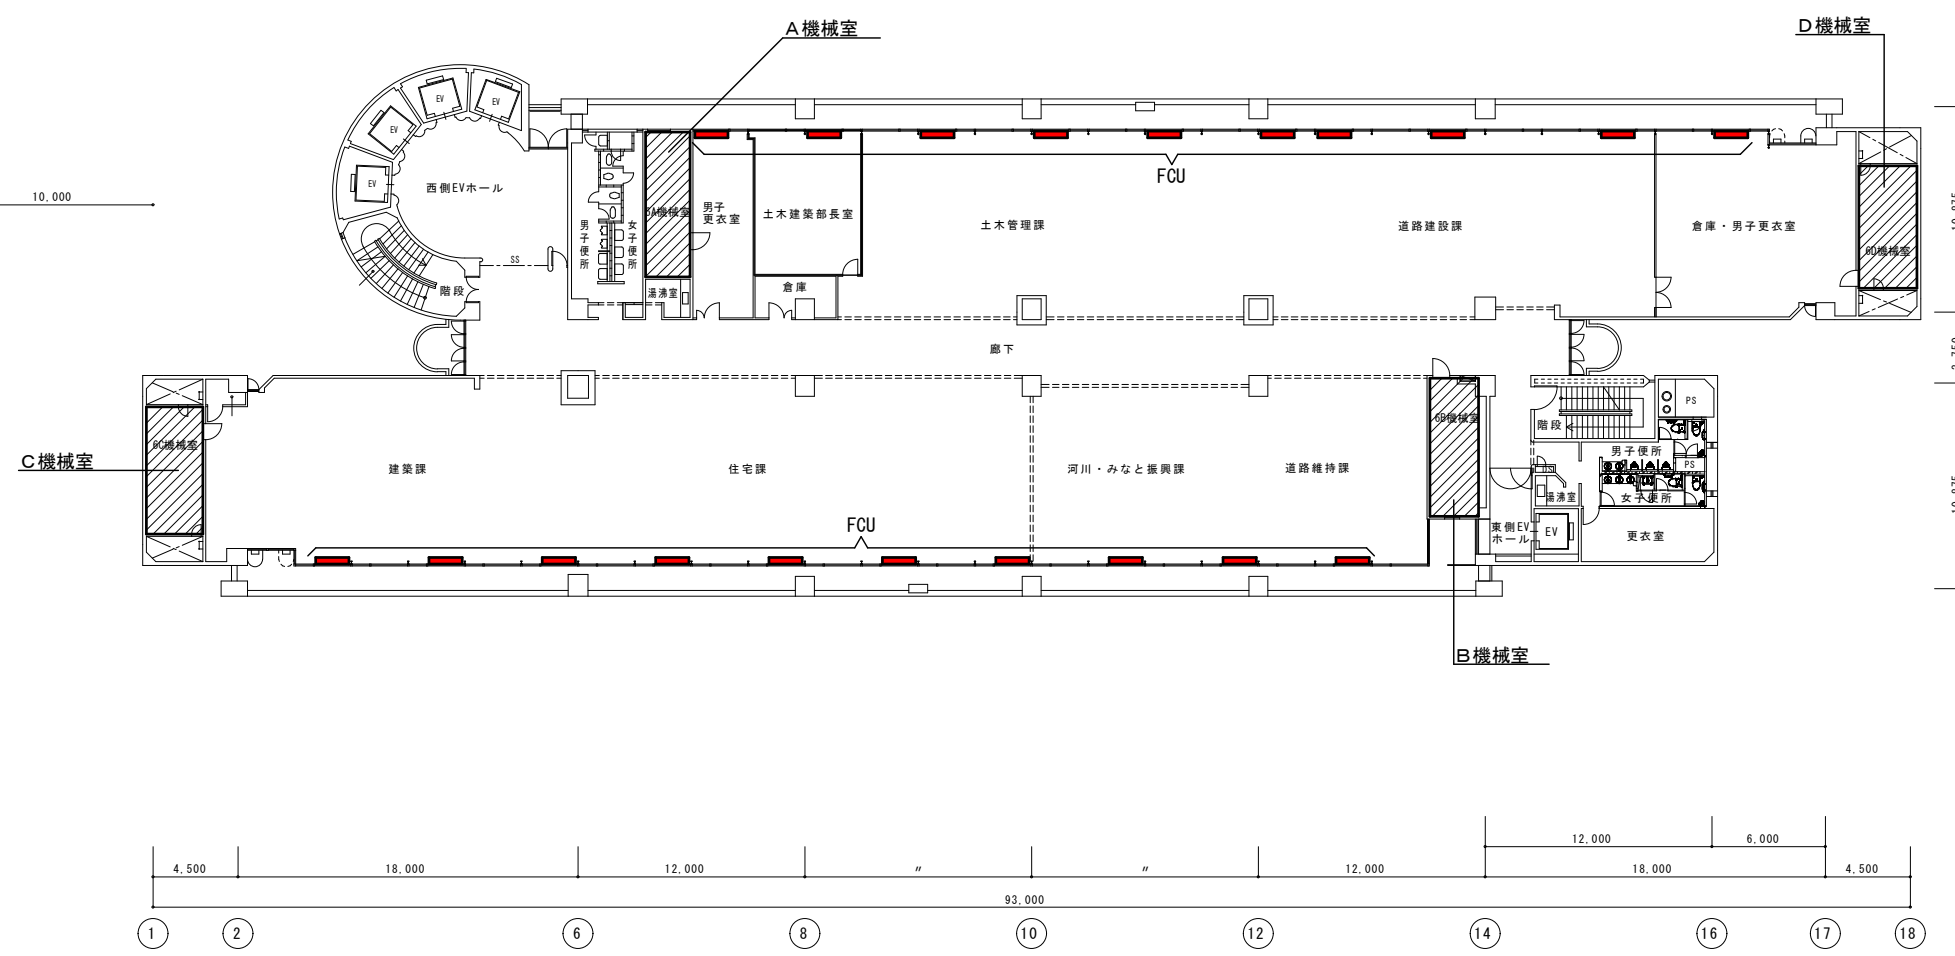 A機械室
D機械室
EV
EV
EV
EV
西側EVホール
SS
階段
男子便所
女子便所
6A機械室
湯沸室
男子
更衣室
土木建築部長室
倉庫
土木管理課
FCU
道路建設課
倉庫・男子更衣室
6D機械室
10,000
廊下
C機械室
6C機械室
建築課
住宅課
河川・みなと振興課
道路維持課
6B機械室
FCU
階段
PS
男子便所
PS
女子便所
湯沸室
東側EV
ホール
EV
更衣室
B機械室
12,000
6,000
4,500
18,000
12,000
〃
〃
12,000
18,000
4,500
93,000
1
2
6
8
10
12
14
16
17
18